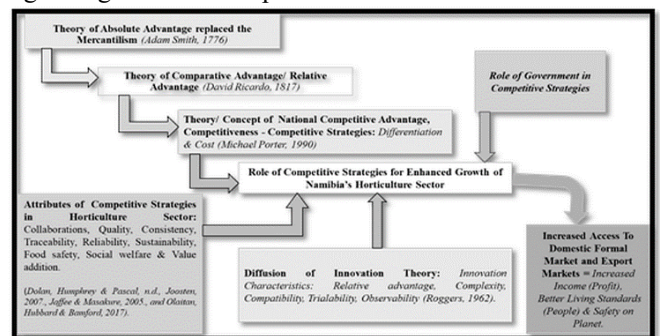 Theory of Absolute Advantage replaced the
Mercantilism (Adam Smith, 1776)
Theory of Comparative Advantage/ Relative
Advantage (David Ricardo, 1817)
Role of Government in
Competitive Strategies
Theory/ Concept of National Competitive Advantage,
Competitiveness - Competitive Strategies: Differentiation
& Cost (Michael Porter, 1990)
Role of Competitive Strategies for Enhanced Growth of
Namibia's Horticulture Sector
Attributes of Competitive Strategies
in Horticulture Sector:
Collaborations, Quality, Consistency,
Traceability, Reliability, Sustainability,
Food safety, Social welfare & Value
addition.
(Dolan, Humphrey & Pascal, n.d., Joosten,
2007., Jaffee & Masakure, 2005., and Olaitan,
Hubbard & Bamford, 2017).
Diffusion of Innovation Theory: Innovation
Characteristics: Relative advantage, Complexity,
Compatibility, Trialability, Observability (Roggers, 1962).
Increased Access To
Domestic Formal
Market and Export
Markets = Increased
Income (Profit),
Better Living Standards
(People) & Safety on
Planet.